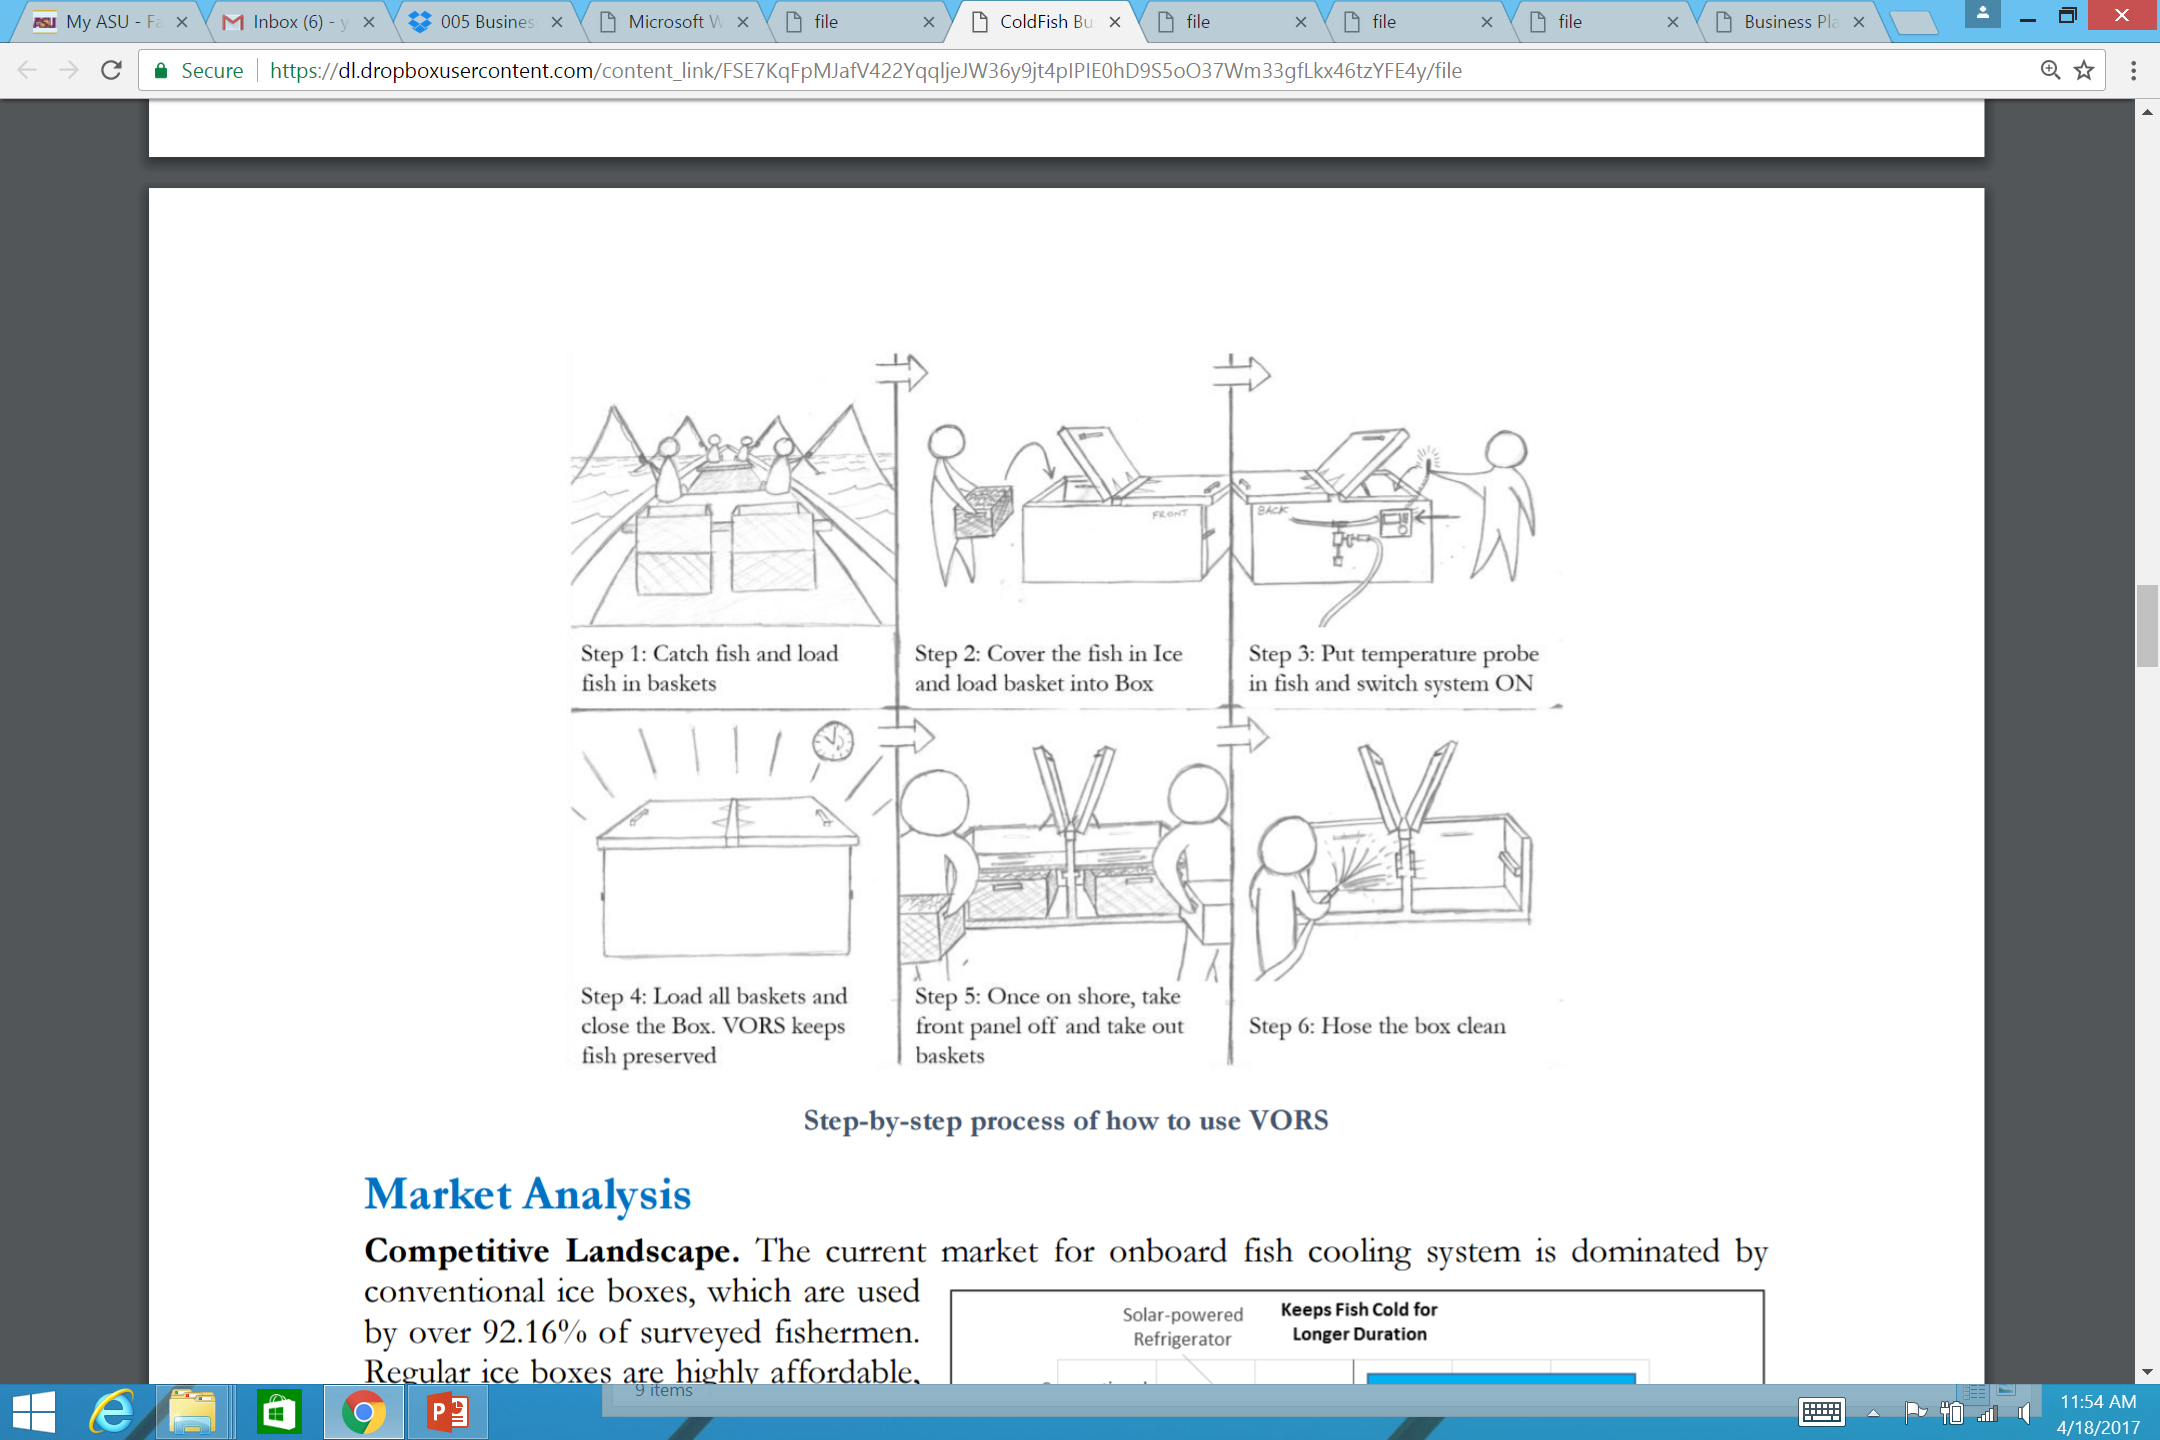 My ASU - Fa
Inbox (6) - y
005 Busines
Microsoft W
file
ColdFish Bu
file
file
file
Business Pla
Secure
https://dl.dropboxusercontent.com/content_link/FSE7KqFpMJafV422YqqljeJW36y9jt4pIPIE0hD9S5oO37Wm33gfLkx46tzYFE4y/file
FRONT
BACK
Step 1: Catch fish and load
fish in baskets
Step 2: Cover the fish in Ice
and load basket into Box
Step 3: Put temperature probe
in fish and switch system ON
Step 4: Load all baskets and
close the Box. VORS keeps
fish preserved
Step 5: Once on shore, take
front panel off and take out
baskets
Step 6: Hose the box clean
Step-by-step process of how to use VORS
Market Analysis
Competitive Landscape. The current market for onboard fish cooling system is dominated by
conventional ice boxes, which are used
by over 92.16% of surveyed fishermen.
Regular ice boxes are highly affordable,
Solar-powered
Refrigerator
Keeps Fish Cold for
Longer Duration
9 items
11:54 AM
4/18/2017